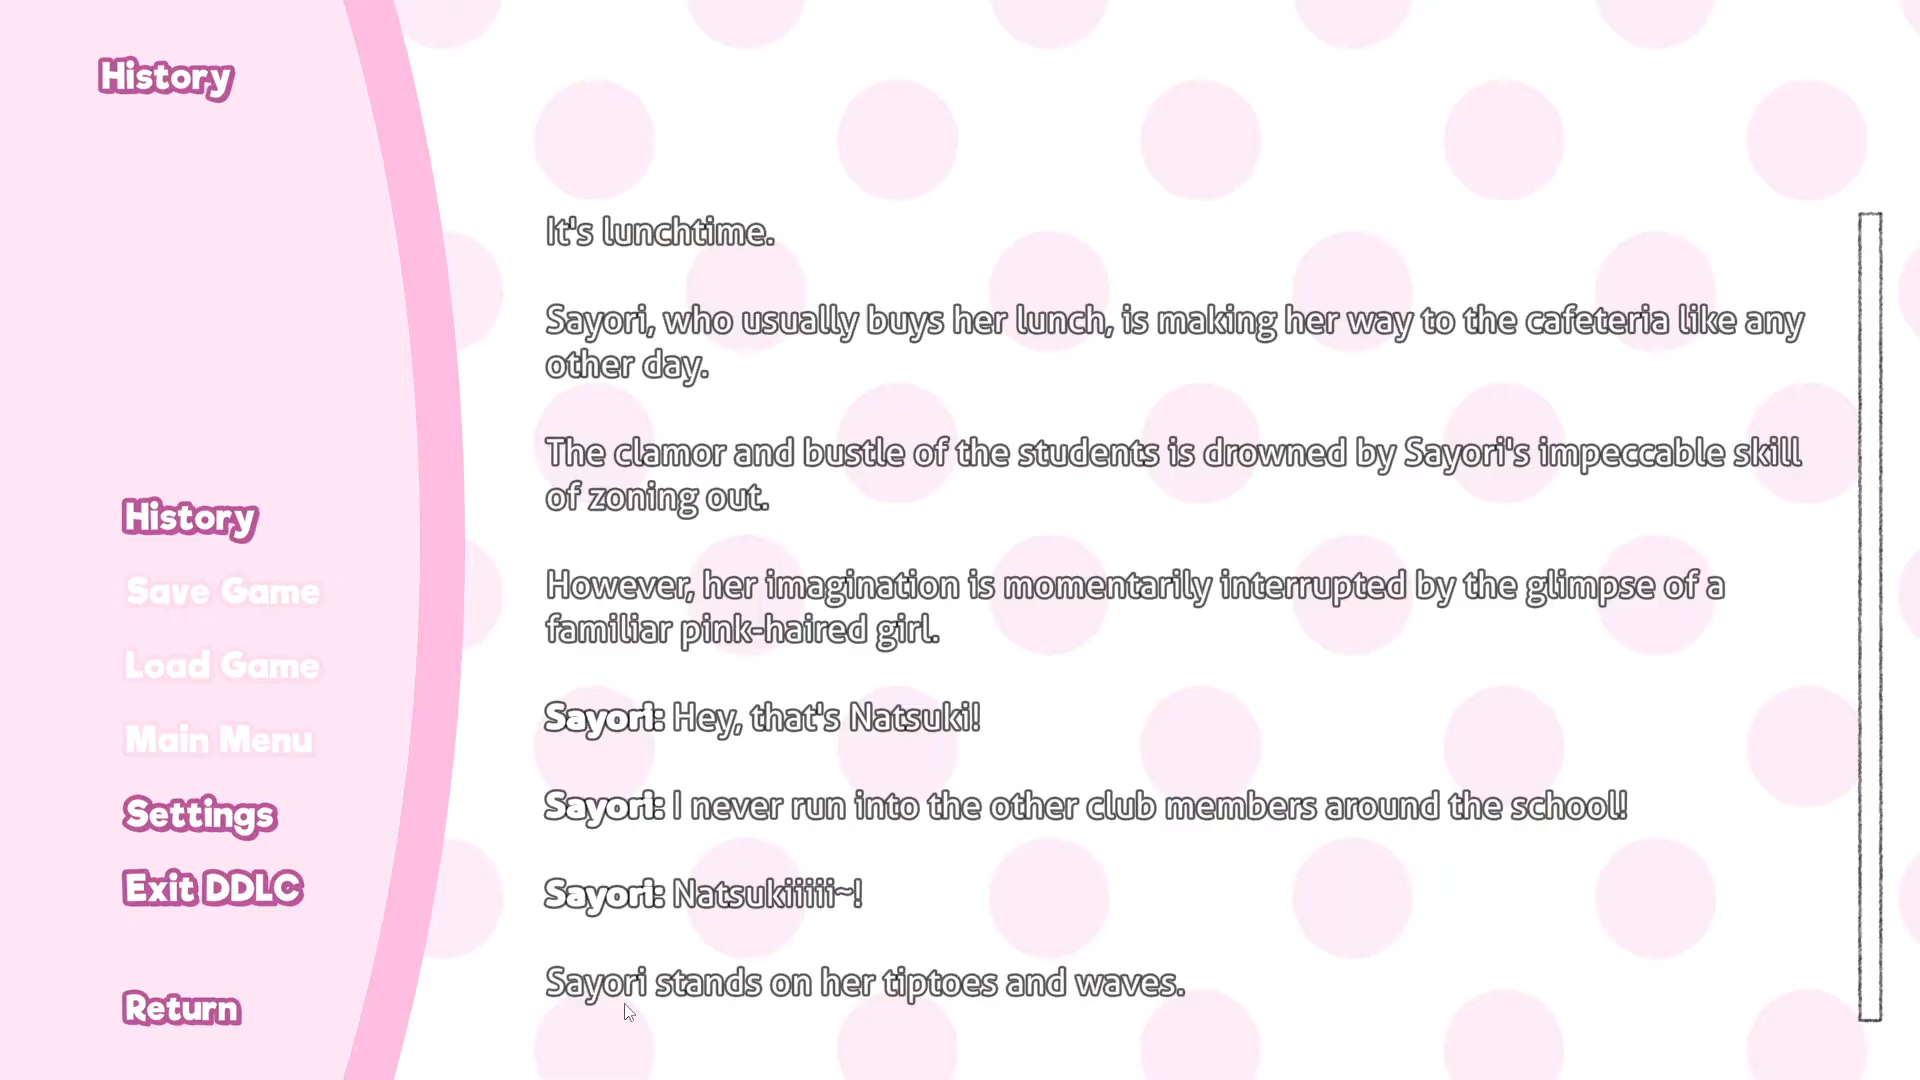 History
It's lunchtime.
Sayori, who usually buys her lunch, is making her way to the cafeteria like any
other day.
The clamor and bustle of the students is drowned by Sayori's impeccable skill
of zoning out.
However, her imagination is momentarily interrupted by the glimpse of a
familiar pink-haired girl.
Sayori: Hey, that's Natsuki!
Sayori: I never run into the other club members around the school!
Sayori: Natsukiiiii~!
Sayori stands on her tiptoes and waves.
History
Save Game
Load Game
Main Menu
Settings
Exit DDLC
Return